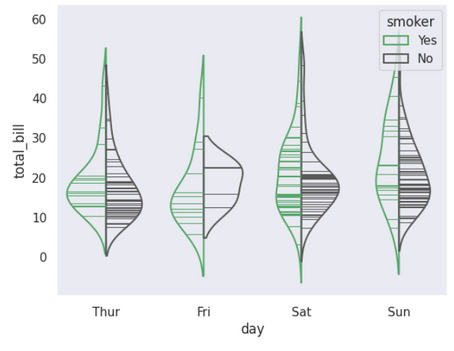 smoker
Yes
No
total_bill
60
50
40
30
20
10
0
Thur Fri Sat Sun
day